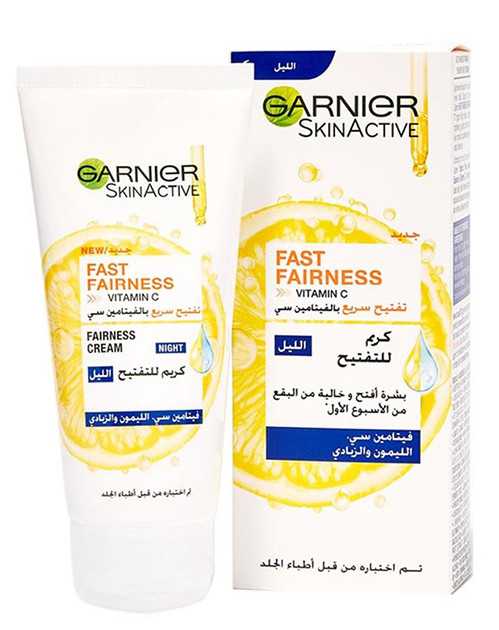 GARNIER
SKINACTIVE
NEW/جديد
FAST
FAIRNESS
VITAMIN C
تفتيح سريع بالفيتامين سي
FAIRNESS
CREAM
NIGHT
كريم للتفتيح
الليل
فيتامين سي، الليمون والزبادي
تم اختباره من قبل أطباء الجلد
الليل
GARNIER
SKINACTIVE
جديد
FAST
FAIRNESS
VITAMIN C
تفتيح سريع بالفيتامين سي
كريم
للتفتيح
الليل
بشرة أفتح و خالية من البقع
من الأسبوع الأول*
فيتامين سي،
الليمون والزبادي
تم اختباره من قبل أطباء الجلد